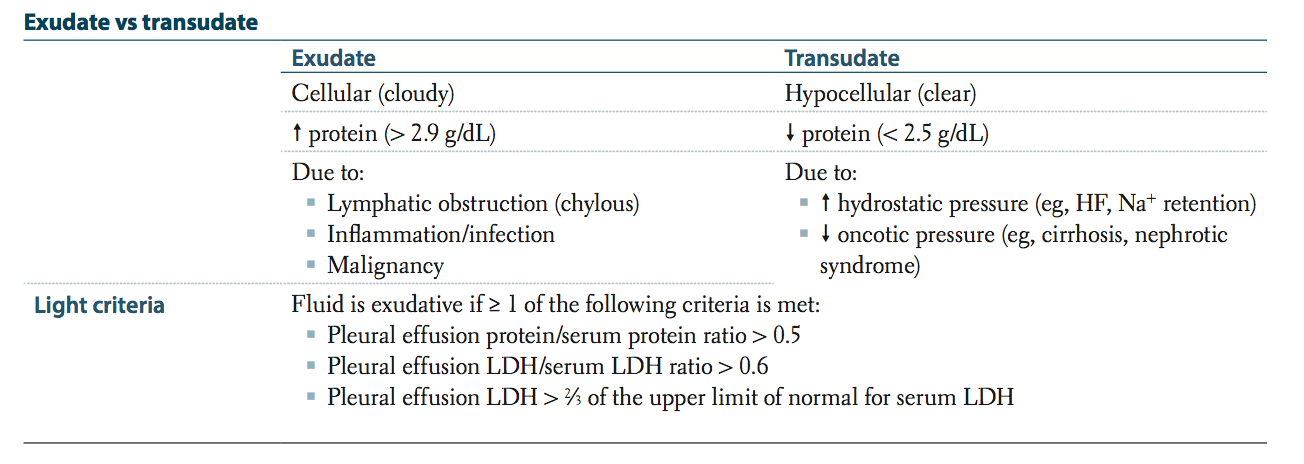 Exudate vs transudate
Exudate Transudate
Cellular (cloudy) Hypocellular (clear)
↑ protein (> 2.9 g/dL) ↓ protein (< 2.5 g/dL)
Due to:
▪ Lymphatic obstruction (chylous)
▪ Inflammation/infection
▪ Malignancy
Due to:
▪ ↑ hydrostatic pressure (eg, HF, Na⁺ retention)
▪ ↓ oncotic pressure (eg, cirrhosis, nephrotic
syndrome)
Light criteria
Fluid is exudative if ≥ 1 of the following criteria is met:
▪ Pleural effusion protein/serum protein ratio > 0.5
▪ Pleural effusion LDH/serum LDH ratio > 0.6
▪ Pleural effusion LDH > ⅔ of the upper limit of normal for serum LDH